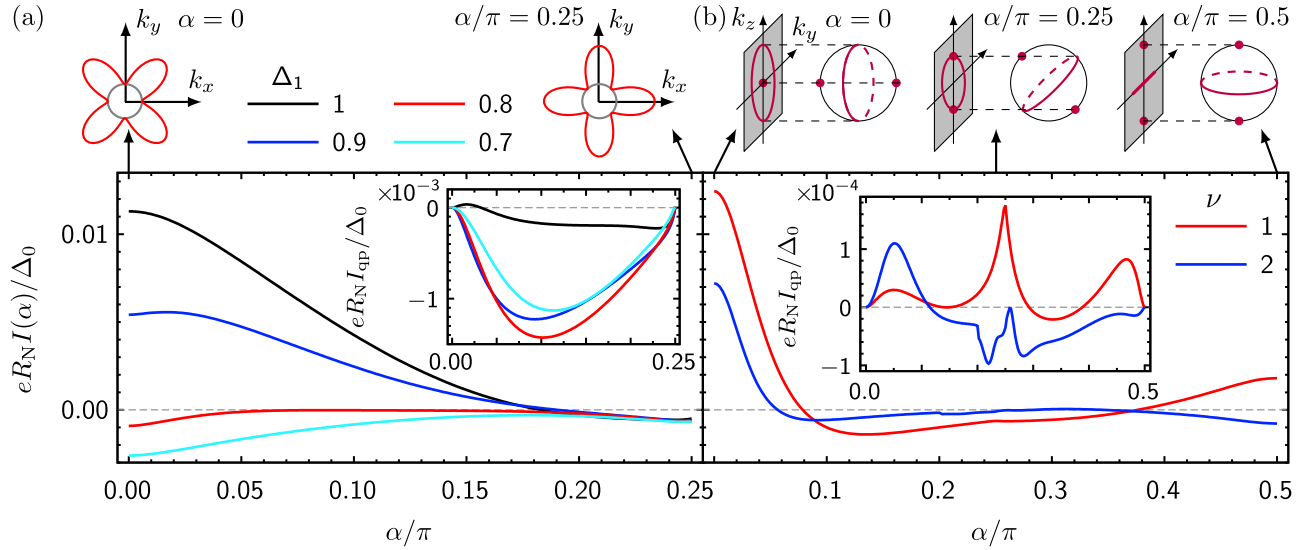 (a)
k_y α = 0
k_x
Δ_1
1
0.8
0.9
0.7
α/π = 0.25
k_y
k_x
(b)
k_z
k_y
α = 0
α/π = 0.25
α/π = 0.5
eR_N I(α)/Δ_0
0.01
0.00
×10^−3
eR_N I_qp/Δ_0
0
−1
0.00
0.25
0.00
0.05
0.10
0.15
0.20
0.25
α/π
×10^−4
eR_N I_qp/Δ_0
1
0
−1
0.0
0.5
ν
1
2
0.1
0.2
0.3
0.4
0.5
α/π